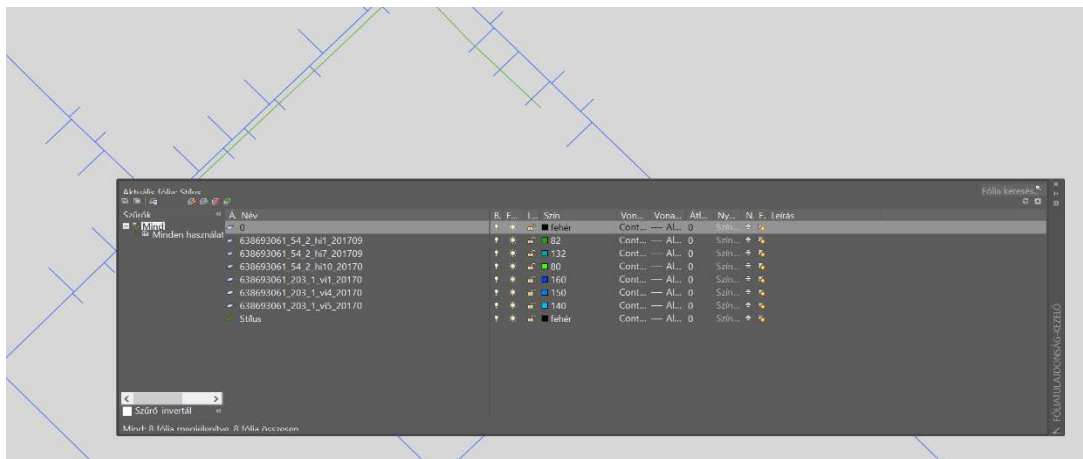 Aktuális fólia: Stílus
Fólia keresés
Szűrők « Á. Név B. F... L... Szín Von... Vona... Átl... Ny... N. F. Leírás
Mind
Minden használat
0 fehér Cont... — Al... 0 Szín...
638693061_54_2_hi1_201709 82 Cont... — Al... 0 Szín...
638693061_54_2_hi7_201709 132 Cont... — Al... 0 Szín...
638693061_54_2_hi10_20170 80 Cont... — Al... 0 Szín...
638693061_203_1_vi1_20170 160 Cont... — Al... 0 Szín...
638693061_203_1_vi4_20170 150 Cont... — Al... 0 Szín...
638693061_203_1_vi5_20170 140 Cont... — Al... 0 Szín...
Stílus fehér Cont... — Al... 0 Szín...
Szűrő invertál «
Mind: 8 fólia megjelenítve, 8 fólia összesen
FÓLIATULAJDONSÁG-KEZELŐ